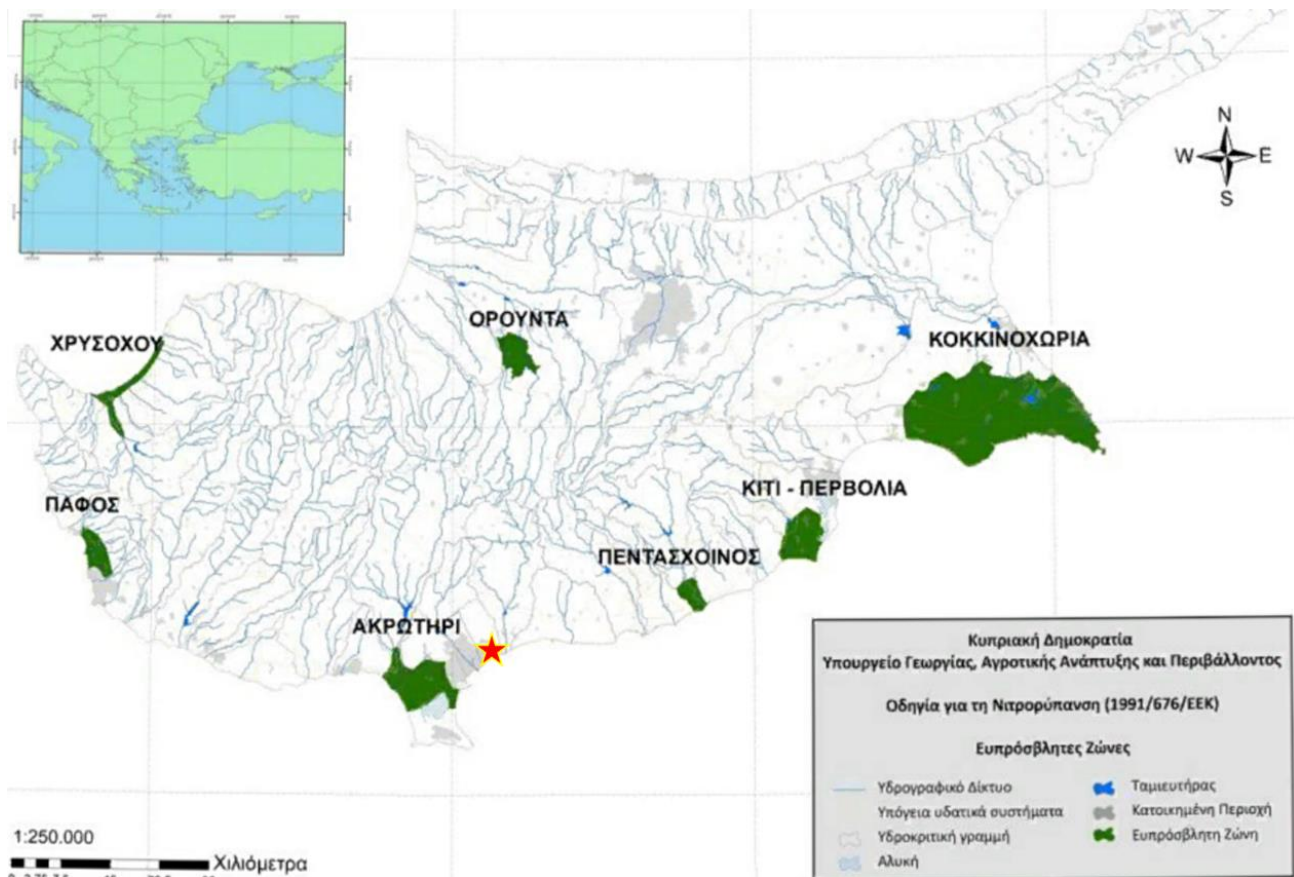 N
W
E
S
ΧΡΥΣΟΧΟΥ
ΟΡΟΥΝΤΑ
ΚΟΚΚΙΝΟΧΩΡΙΑ
ΠΑΦΟΣ
ΚΙΤΙ - ΠΕΡΒΟΛΙΑ
ΠΕΝΤΑΣΧΟΙΝΟΣ
ΑΚΡΩΤΗΡΙ
Κυπριακή Δημοκρατία
Υπουργείο Γεωργίας, Αγροτικής Ανάπτυξης και Περιβάλλοντος
Οδηγία για τη Νιτρορύπανση (1991/676/ΕΕΚ)
Ευπρόσβλητες Ζώνες
Υδρογραφικό Δίκτυο
Υπόγεια υδατικά συστήματα
Υδροκριτική γραμμή
Αλυκή
Ταμιευτήρας
Κατοικημένη Περιοχή
Ευπρόσβλητη Ζώνη
1:250.000
Χιλιόμετρα